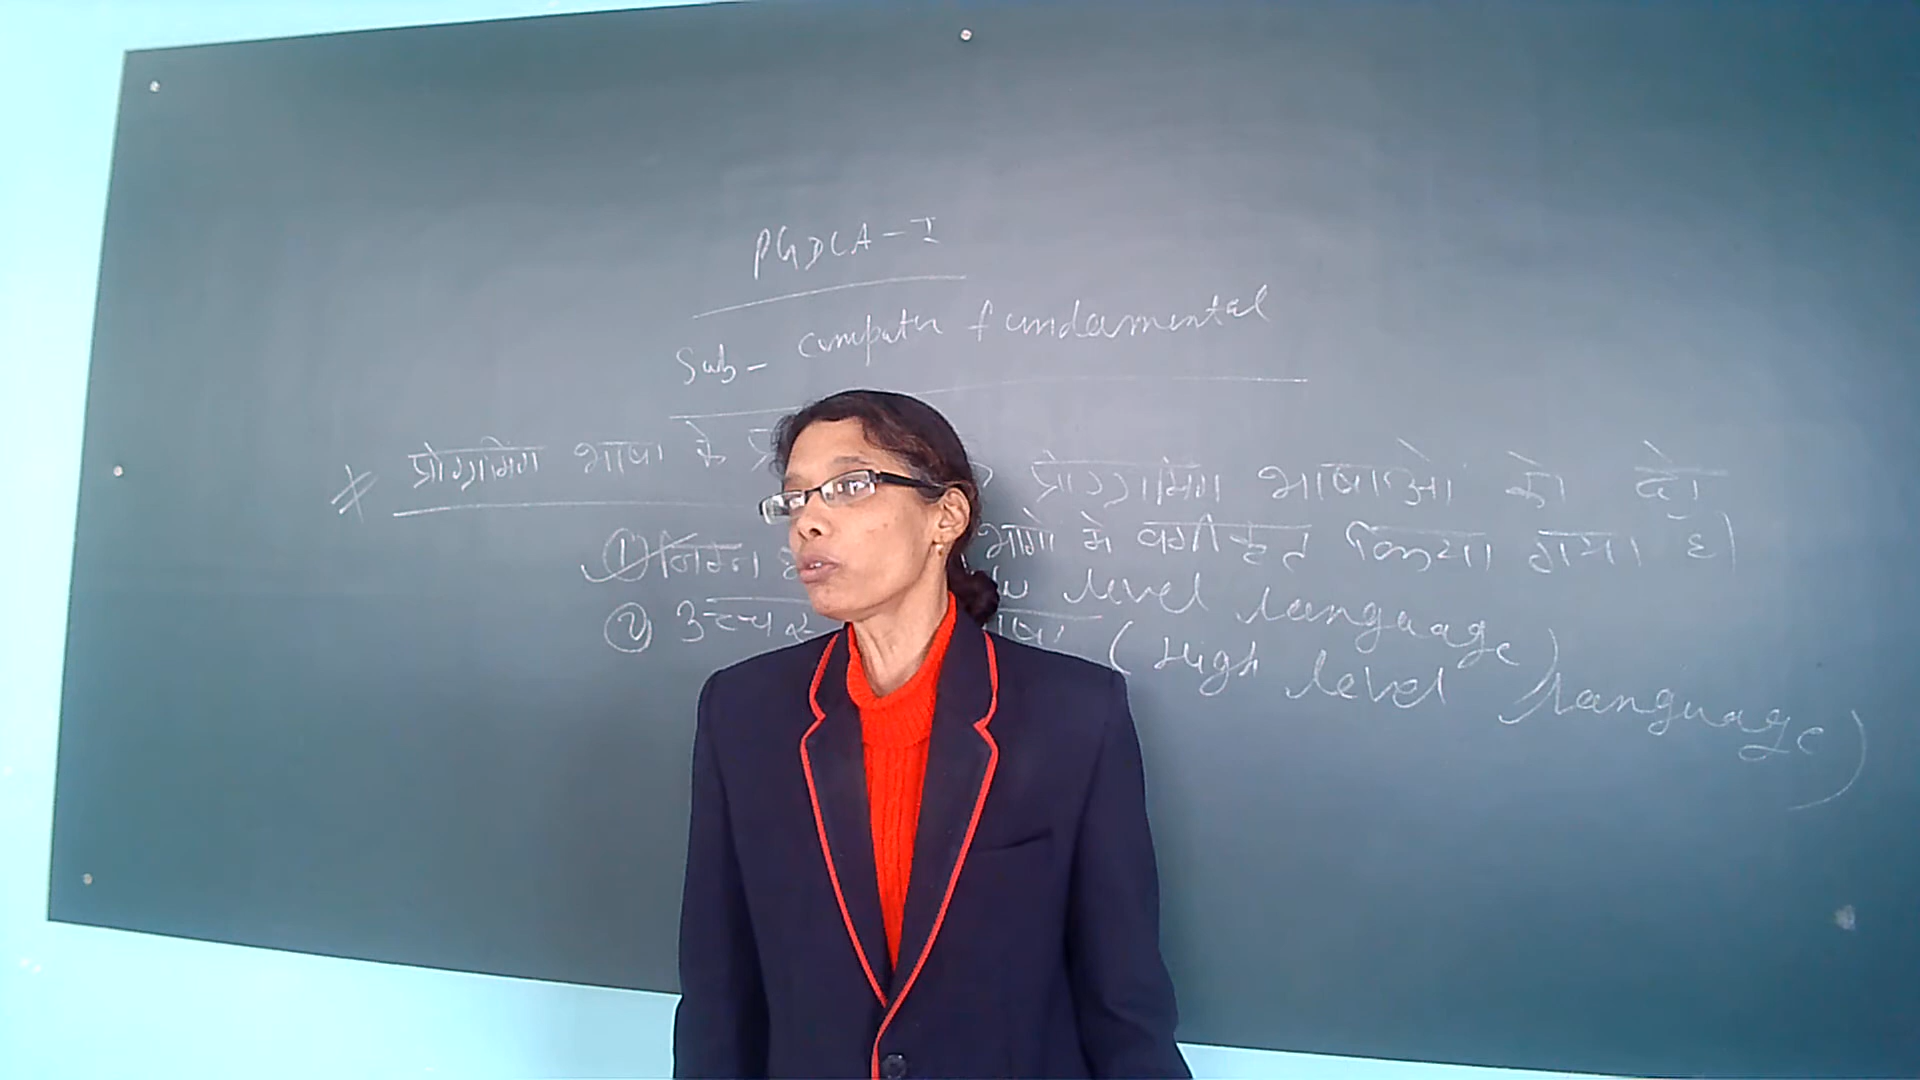 PGDCA-I
Sub- Computer fundamental
* प्रोग्रामिंग भाषा के प्रोग्रामिंग भाषाओ को दो
भागो मे वर्गीकृत किया गया है।
① निम्न level language)
② उच्च (High level language)